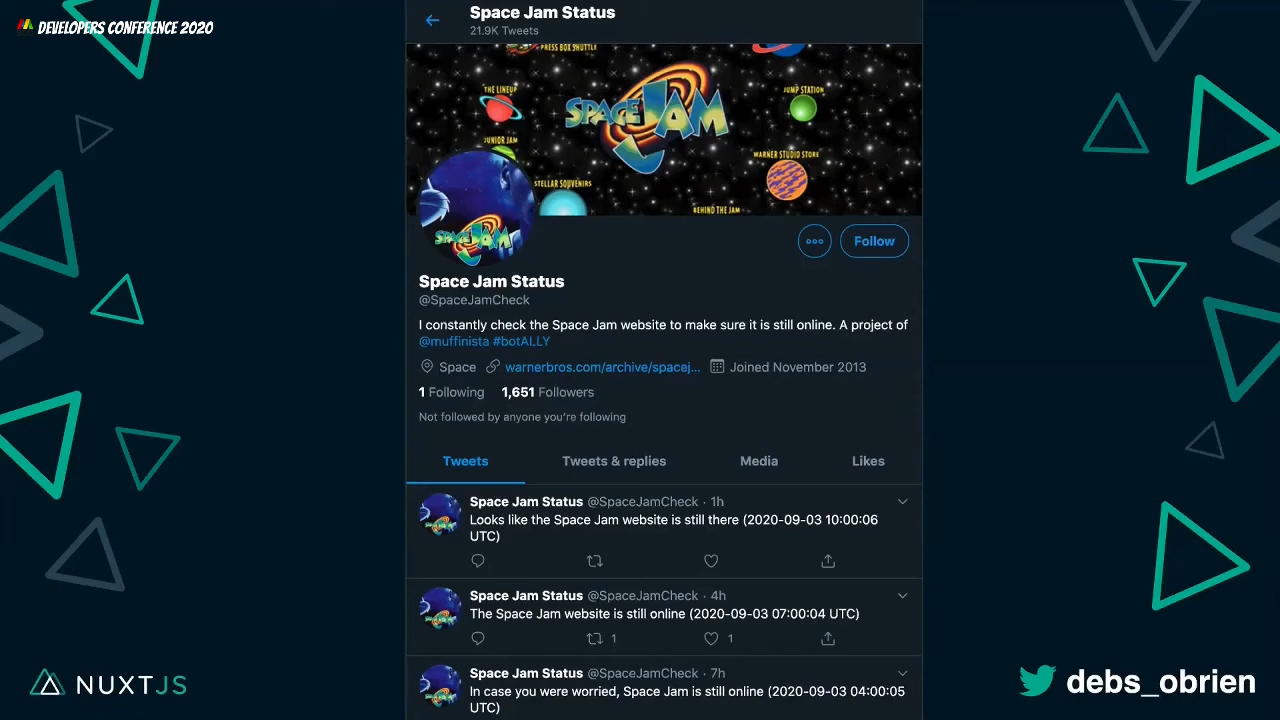 DEVELOPERS CONFERENCE 2020
Space Jam Status
21.9K Tweets
PRESS BOX SHUTTLE
THE LINEUP
JUMP STATION
SPACE JAM
JUNIOR JAM
WARNER STUDIO STORE
STELLAR SOUVENIRS
BEHIND THE JAM
SPACE JAM
Follow
Space Jam Status
@SpaceJamCheck
I constantly check the Space Jam website to make sure it is still online. A project of
@muffinista #botALLY
Space warnerbros.com/archive/spacej... Joined November 2013
1 Following 1,651 Followers
Not followed by anyone you're following
Tweets Tweets & replies Media Likes
Space Jam Status @SpaceJamCheck · 1h
Looks like the Space Jam website is still there (2020-09-03 10:00:06
UTC)
Space Jam Status @SpaceJamCheck · 4h
The Space Jam website is still online (2020-09-03 07:00:04 UTC)
1 1
Space Jam Status @SpaceJamCheck · 7h
In case you were worried, Space Jam is still online (2020-09-03 04:00:05
UTC)
NUXTJS
debs_obrien